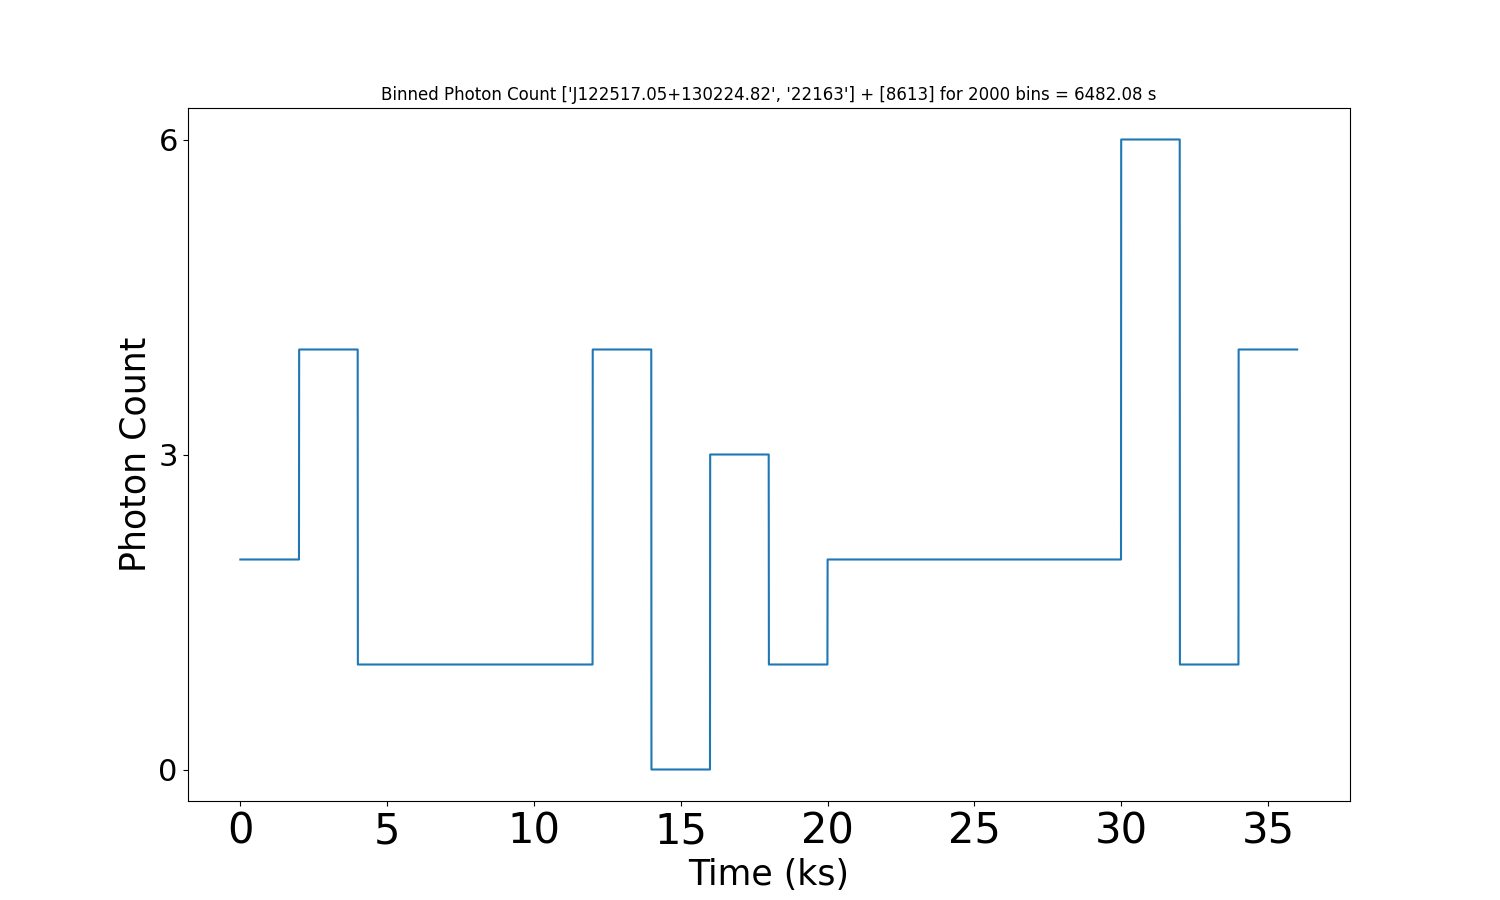 Binned Photon Count ['J122517.05+130224.82', '22163'] + [8613] for 2000 bins = 6482.08 s
6
3
0
Photon Count
0 5 10 15 20 25 30 35
Time (ks)